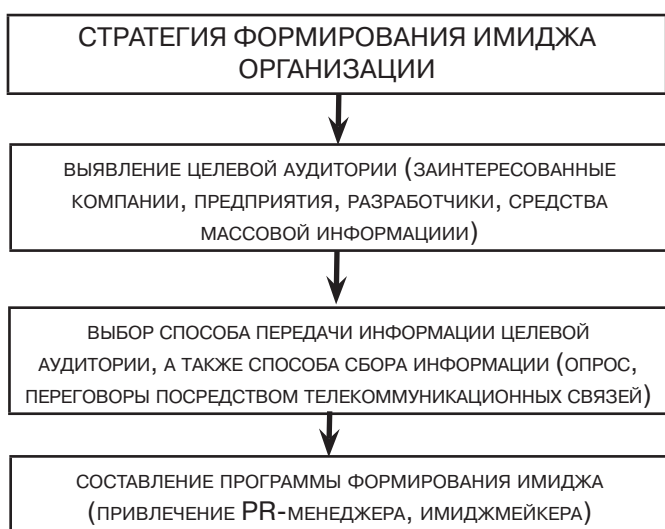 СТРАТЕГИЯ ФОРМИРОВАНИЯ ИМИДЖА
ОРГАНИЗАЦИИ
ВЫЯВЛЕНИЕ ЦЕЛЕВОЙ АУДИТОРИИ (ЗАИНТЕРЕСОВАННЫЕ
КОМПАНИИ, ПРЕДПРИЯТИЯ, РАЗРАБОТЧИКИ, СРЕДСТВА
МАССОВОЙ ИНФОРМАЦИИИ)
ВЫБОР СПОСОБА ПЕРЕДАЧИ ИНФОРМАЦИИ ЦЕЛЕВОЙ
АУДИТОРИИ, А ТАКЖЕ СПОСОБА СБОРА ИНФОРМАЦИИ (ОПРОС,
ПЕРЕГОВОРЫ ПОСРЕДСТВОМ ТЕЛЕКОММУНИКАЦИОННЫХ СВЯЗЕЙ)
СОСТАВЛЕНИЕ ПРОГРАММЫ ФОРМИРОВАНИЯ ИМИДЖА
(ПРИВЛЕЧЕНИЕ PR-МЕНЕДЖЕРА, ИМИДЖМЕЙКЕРА)